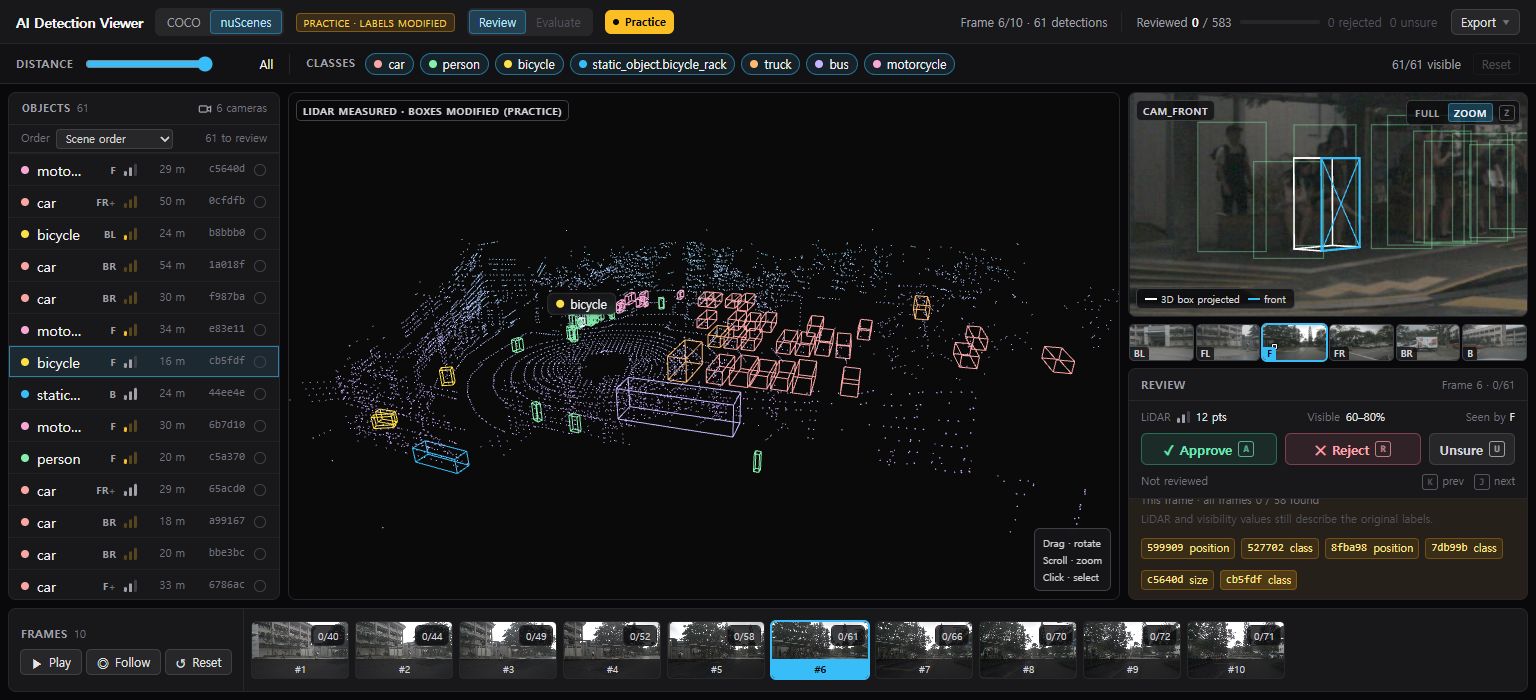 AI Detection Viewer COCO nuScenes PRACTICE · LABELS MODIFIED Review Evaluate Practice Frame 6/10 · 61 detections Reviewed 0 / 583 0 rejected 0 unsure Export
DISTANCE All CLASSES car person bicycle static_object.bicycle_rack truck bus motorcycle 61/61 visible Reset
OBJECTS 61 6 cameras
Order Scene order 61 to review
moto... F 29 m c5640d
car FR+ 50 m 0cfdfb
bicycle BL 24 m b8bbb0
car BR 54 m 1a018f
car BR 30 m f987ba
moto... F 34 m e83e11
bicycle F 16 m cb5fdf
static... B 24 m 44ee4e
moto... F 30 m 6b7d10
person F 20 m c5a370
car FR+ 29 m 65acd0
car BR 18 m a99167
car BR 20 m bbe3bc
car F+ 33 m 6786ac
LIDAR MEASURED · BOXES MODIFIED (PRACTICE)
bicycle
Drag · rotate
Scroll · zoom
Click · select
CAM_FRONT FULL ZOOM Z
3D box projected front
BL FL F FR BR B
REVIEW Frame 6 · 0/61
LiDAR 12 pts Visible 60–80% Seen by F
Approve A Reject R Unsure U
Not reviewed K prev J next
This frame · all frames 0 / 58 found
LiDAR and visibility values still describe the original labels.
599909 position 527702 class 8fba98 position 7db99b class
c5640d size cb5fdf class
FRAMES 10
Play Follow Reset
0/40 0/44 0/49 0/52 0/58 0/61 0/66 0/70 0/72 0/71
#1 #2 #3 #4 #5 #6 #7 #8 #9 #10